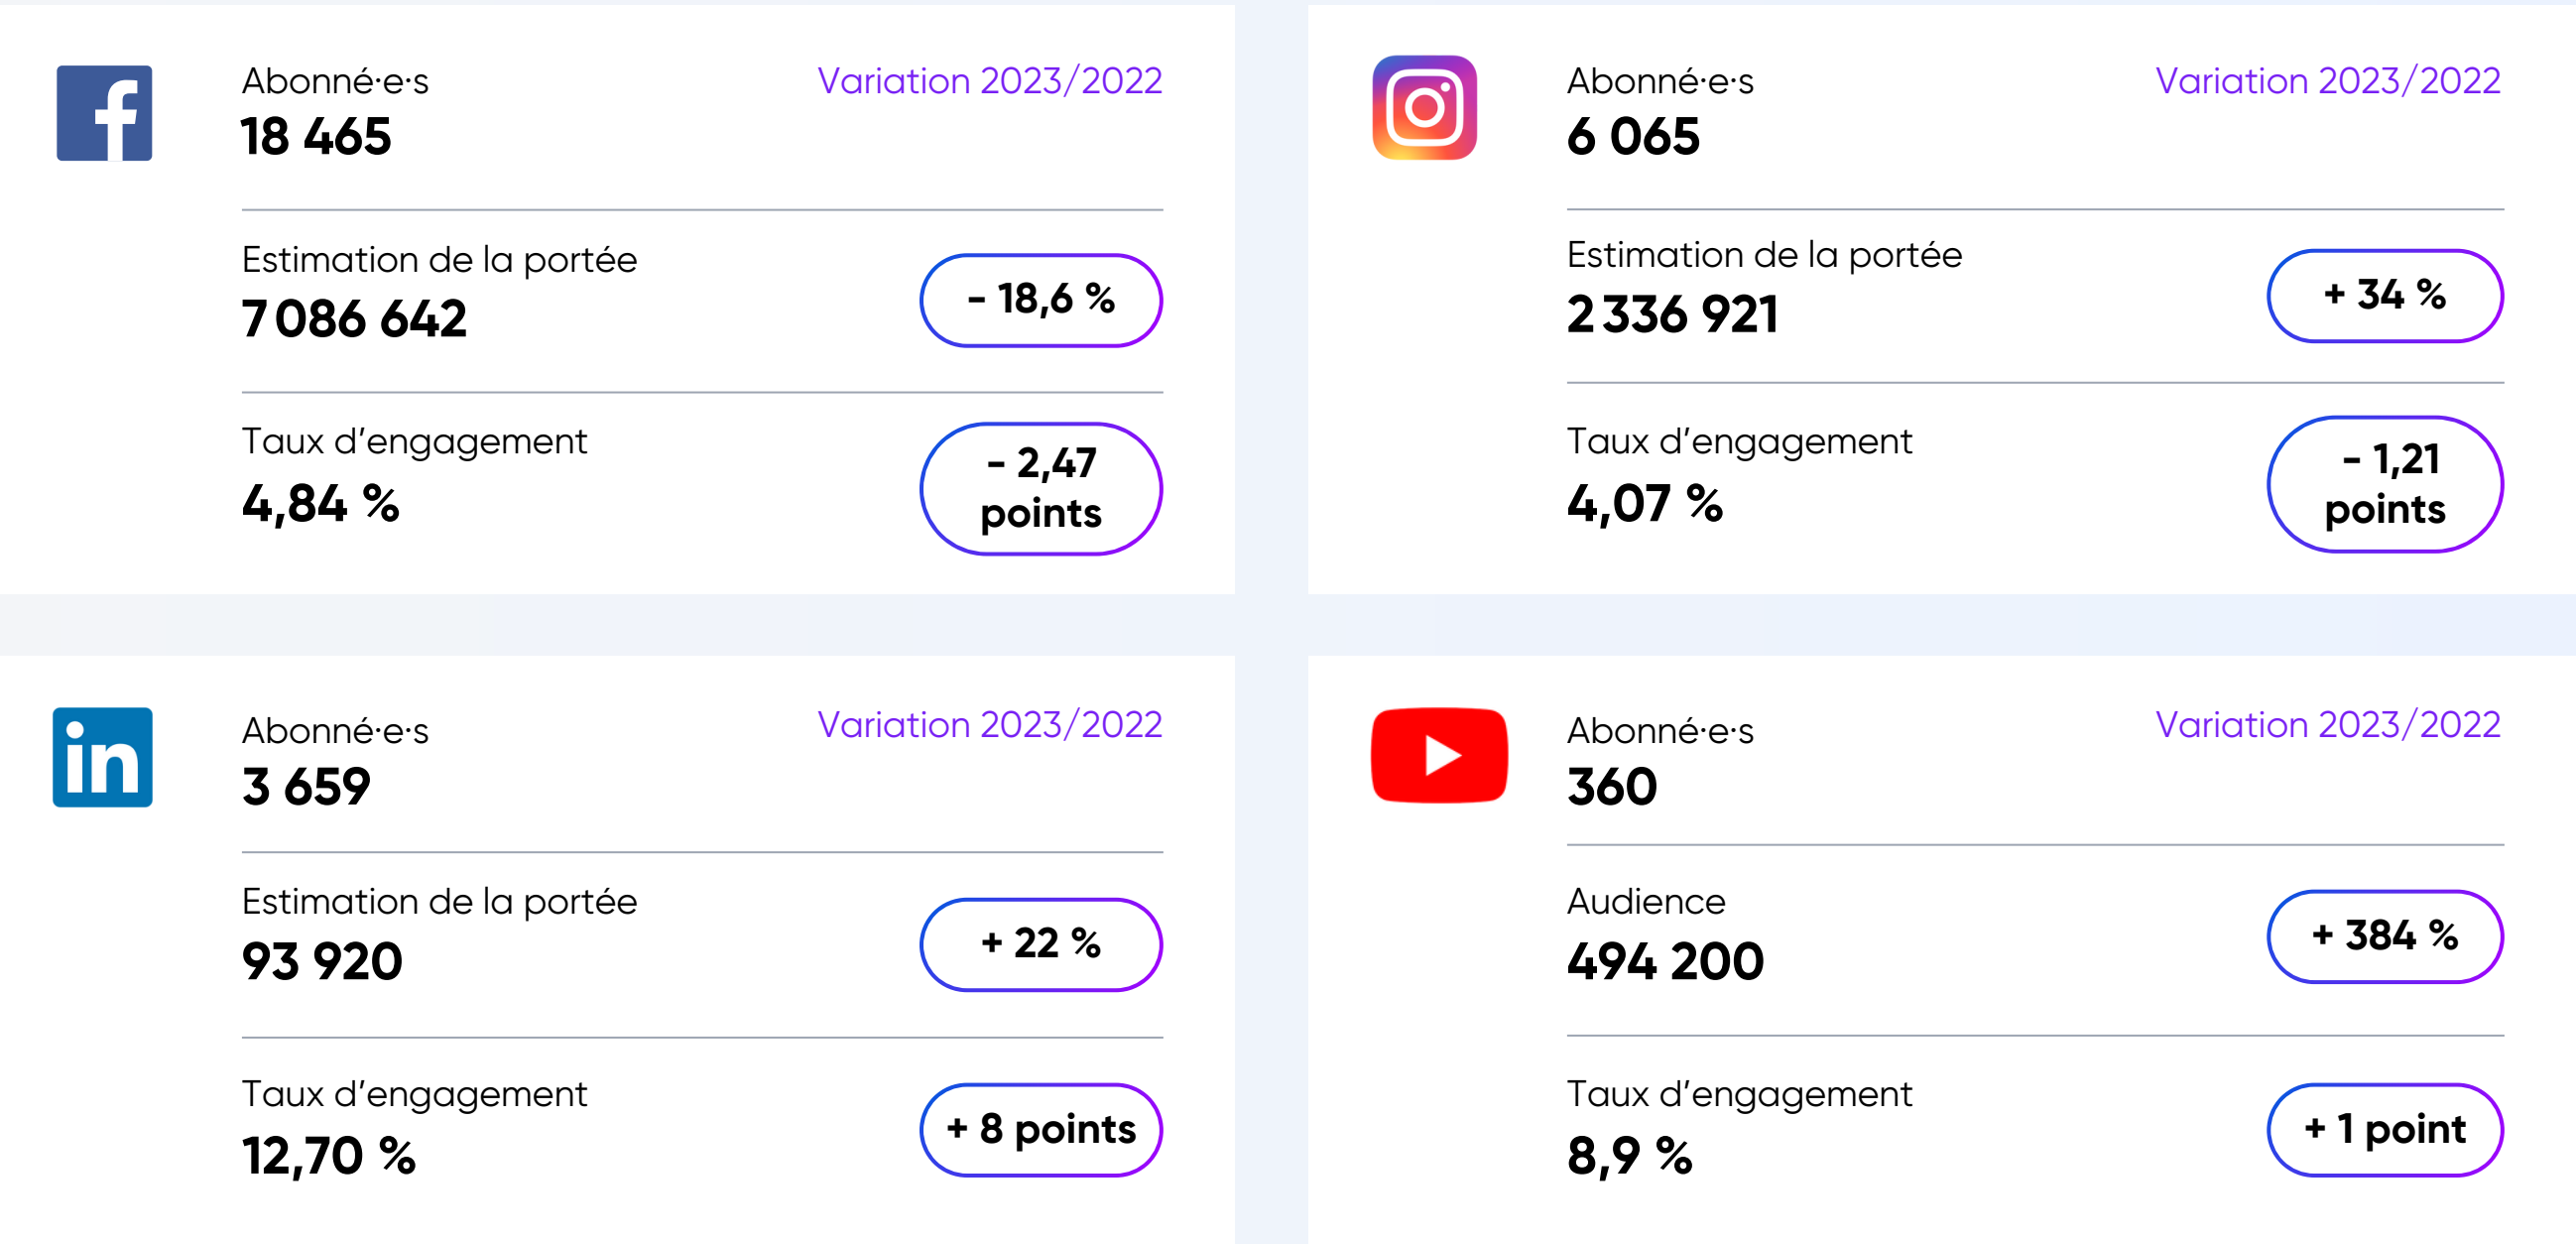 Abonné·e·s
Variation 2023/2022
18 465
Estimation de la portée
7 086 642
- 18,6 %
Taux d’engagement
4,84 %
- 2,47
points
Abonné·e·s
Variation 2023/2022
6 065
Estimation de la portée
2 336 921
+ 34 %
Taux d’engagement
4,07 %
- 1,21
points
in
Abonné·e·s
Variation 2023/2022
3 659
Estimation de la portée
93 920
+ 22 %
Taux d’engagement
12,70 %
+ 8 points
Abonné·e·s
Variation 2023/2022
360
Audience
494 200
+ 384 %
Taux d’engagement
8,9 %
+ 1 point